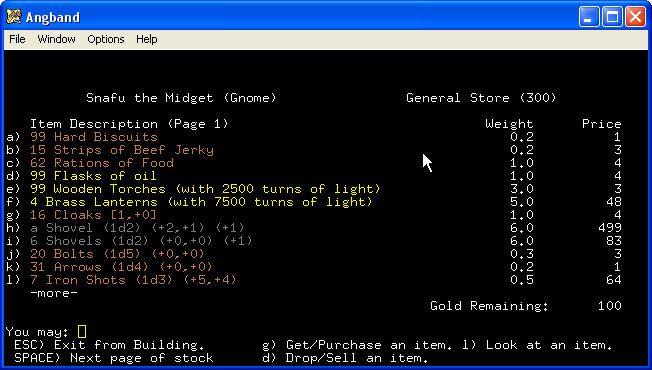 Angband
File Window Options Help
Snafu the Midget (Gnome) General Store (300)
Item Description (Page 1) Weight Price
a) 99 Hard Biscuits 0.2 1
b) 15 Strips of Beef Jerky 0.2 3
c) 62 Rations of Food 1.0 4
d) 99 Flasks of oil 1.0 4
e) 99 Wooden Torches (with 2500 turns of light) 3.0 3
f) 4 Brass Lanterns (with 7500 turns of light) 5.0 48
g) 16 Cloaks [1,+0] 1.0 4
h) a Shovel (1d2) (+2,+1) (+1) 6.0 499
i) 6 Shovels (1d2) (+0,+0) (+1) 6.0 83
j) 20 Bolts (1d5) (+0,+0) 0.3 3
k) 31 Arrows (1d4) (+0,+0) 0.2 1
l) 7 Iron Shots (1d3) (+5,+4) 0.5 64
-more-
Gold Remaining: 100
You may:
ESC) Exit from Building. g) Get/Purchase an item. l) Look at an item.
SPACE) Next page of stock d) Drop/Sell an item.